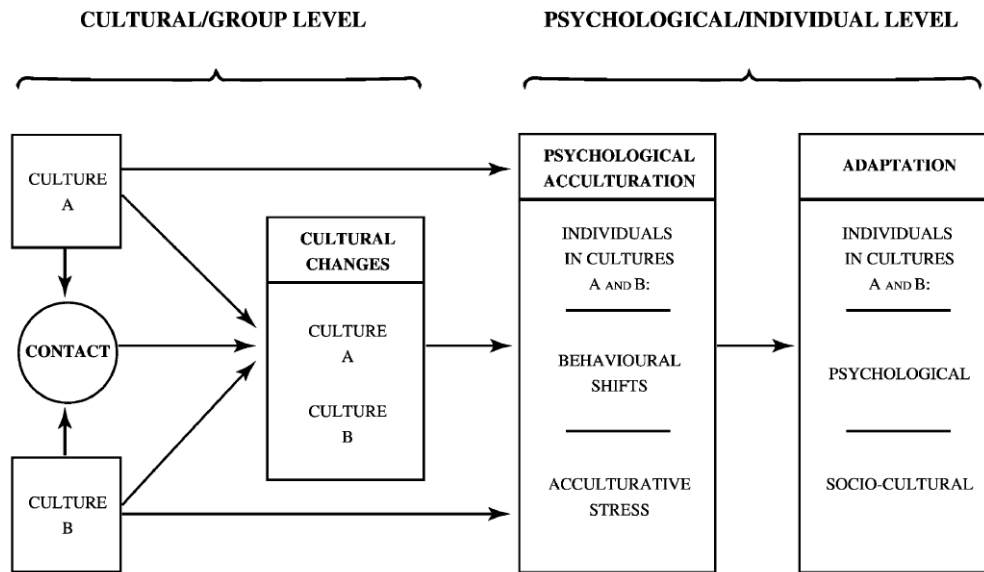 CULTURAL/GROUP LEVEL
PSYCHOLOGICAL/INDIVIDUAL LEVEL
CULTURE
A
CONTACT
CULTURE
B
CULTURAL
CHANGES
CULTURE
A
CULTURE
B
PSYCHOLOGICAL
ACCULTURATION
INDIVIDUALS
IN CULTURES
A AND B:
BEHAVIOURAL
SHIFTS
ACCULTURATIVE
STRESS
ADAPTATION
INDIVIDUALS
IN CULTURES
A AND B:
PSYCHOLOGICAL
SOCIO-CULTURAL